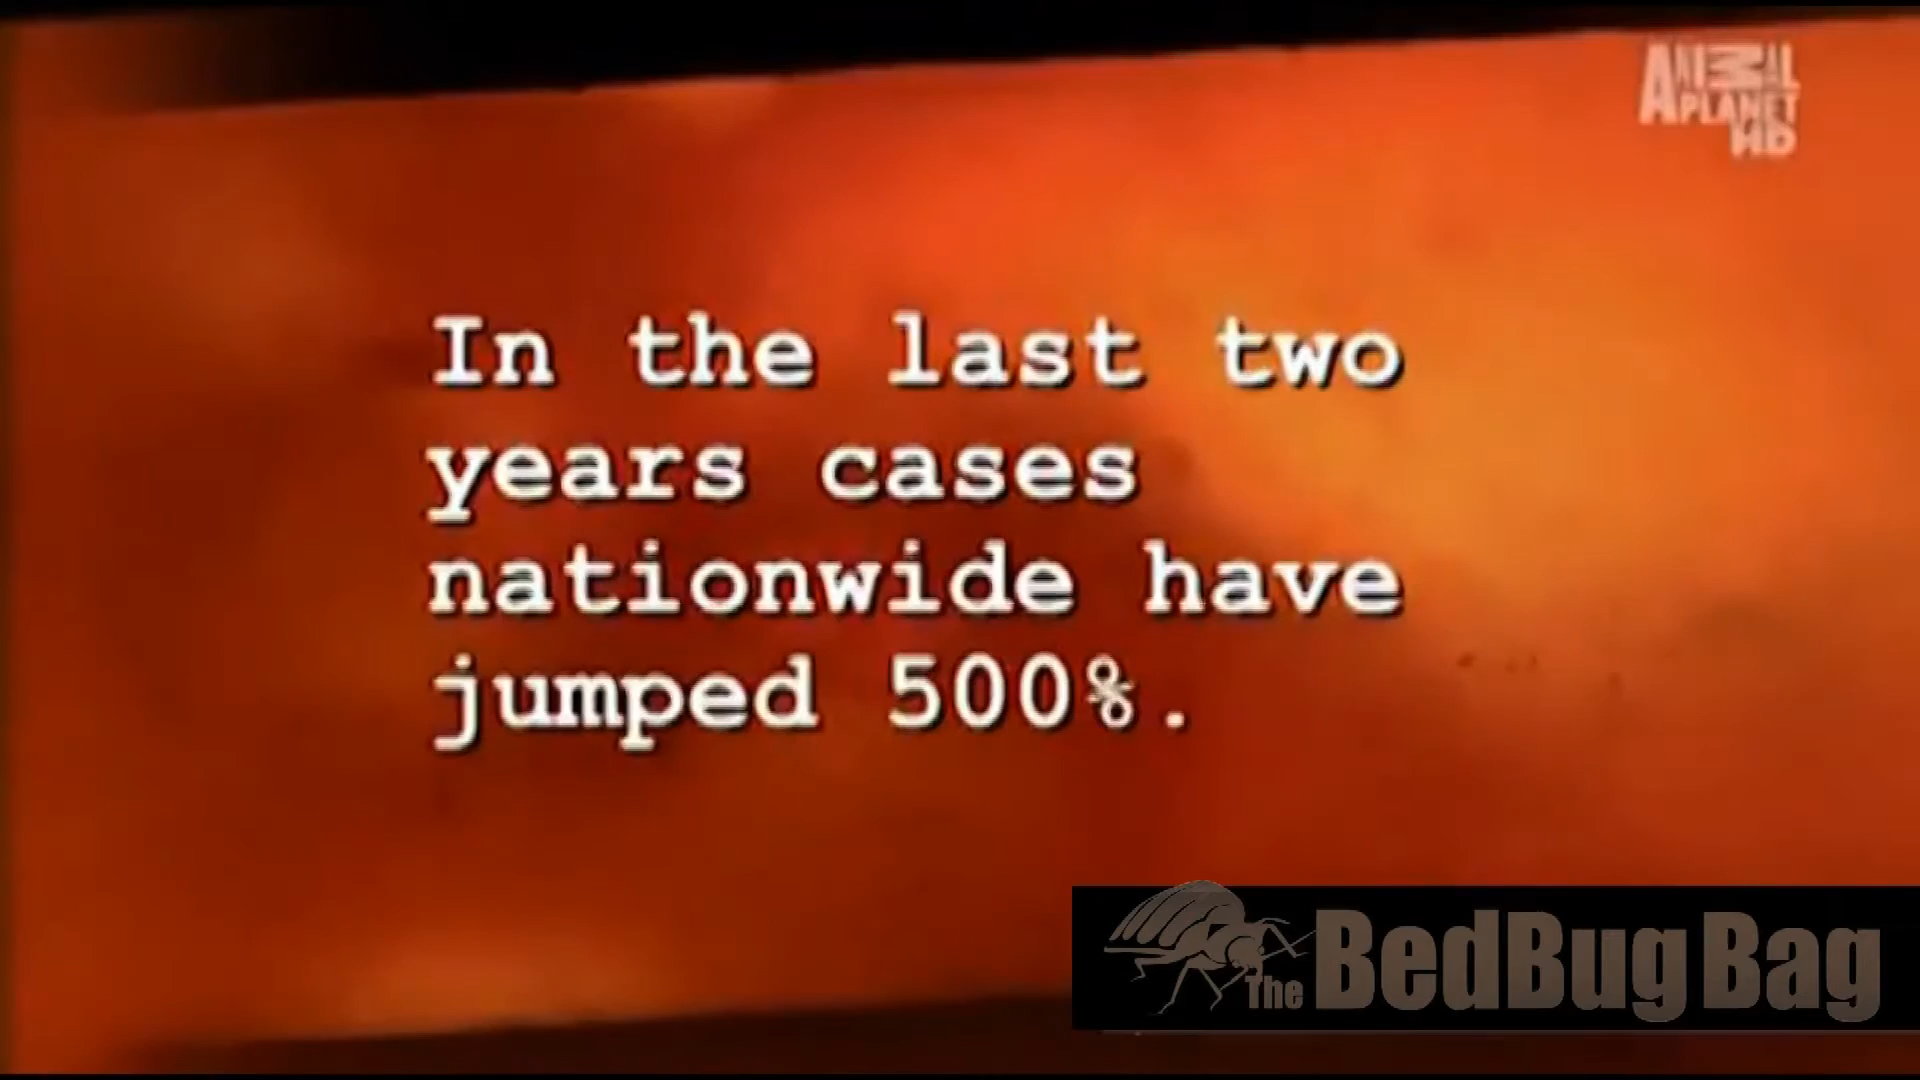 ANIMAL
PLANET
HD
In the last two
years cases
nationwide have
jumped 500%.
The BedBug Bag